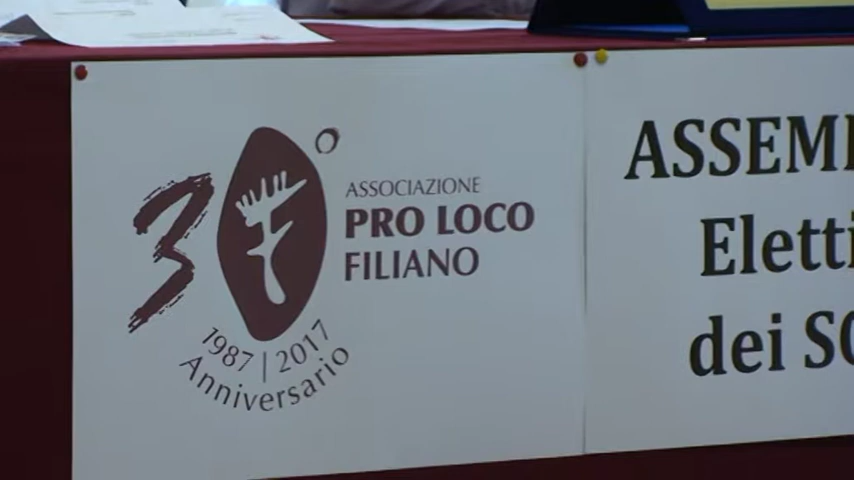 30°
ASSOCIAZIONE
PRO LOCO
FILIANO
1987 | 2017
Anniversario
Eletti
dei